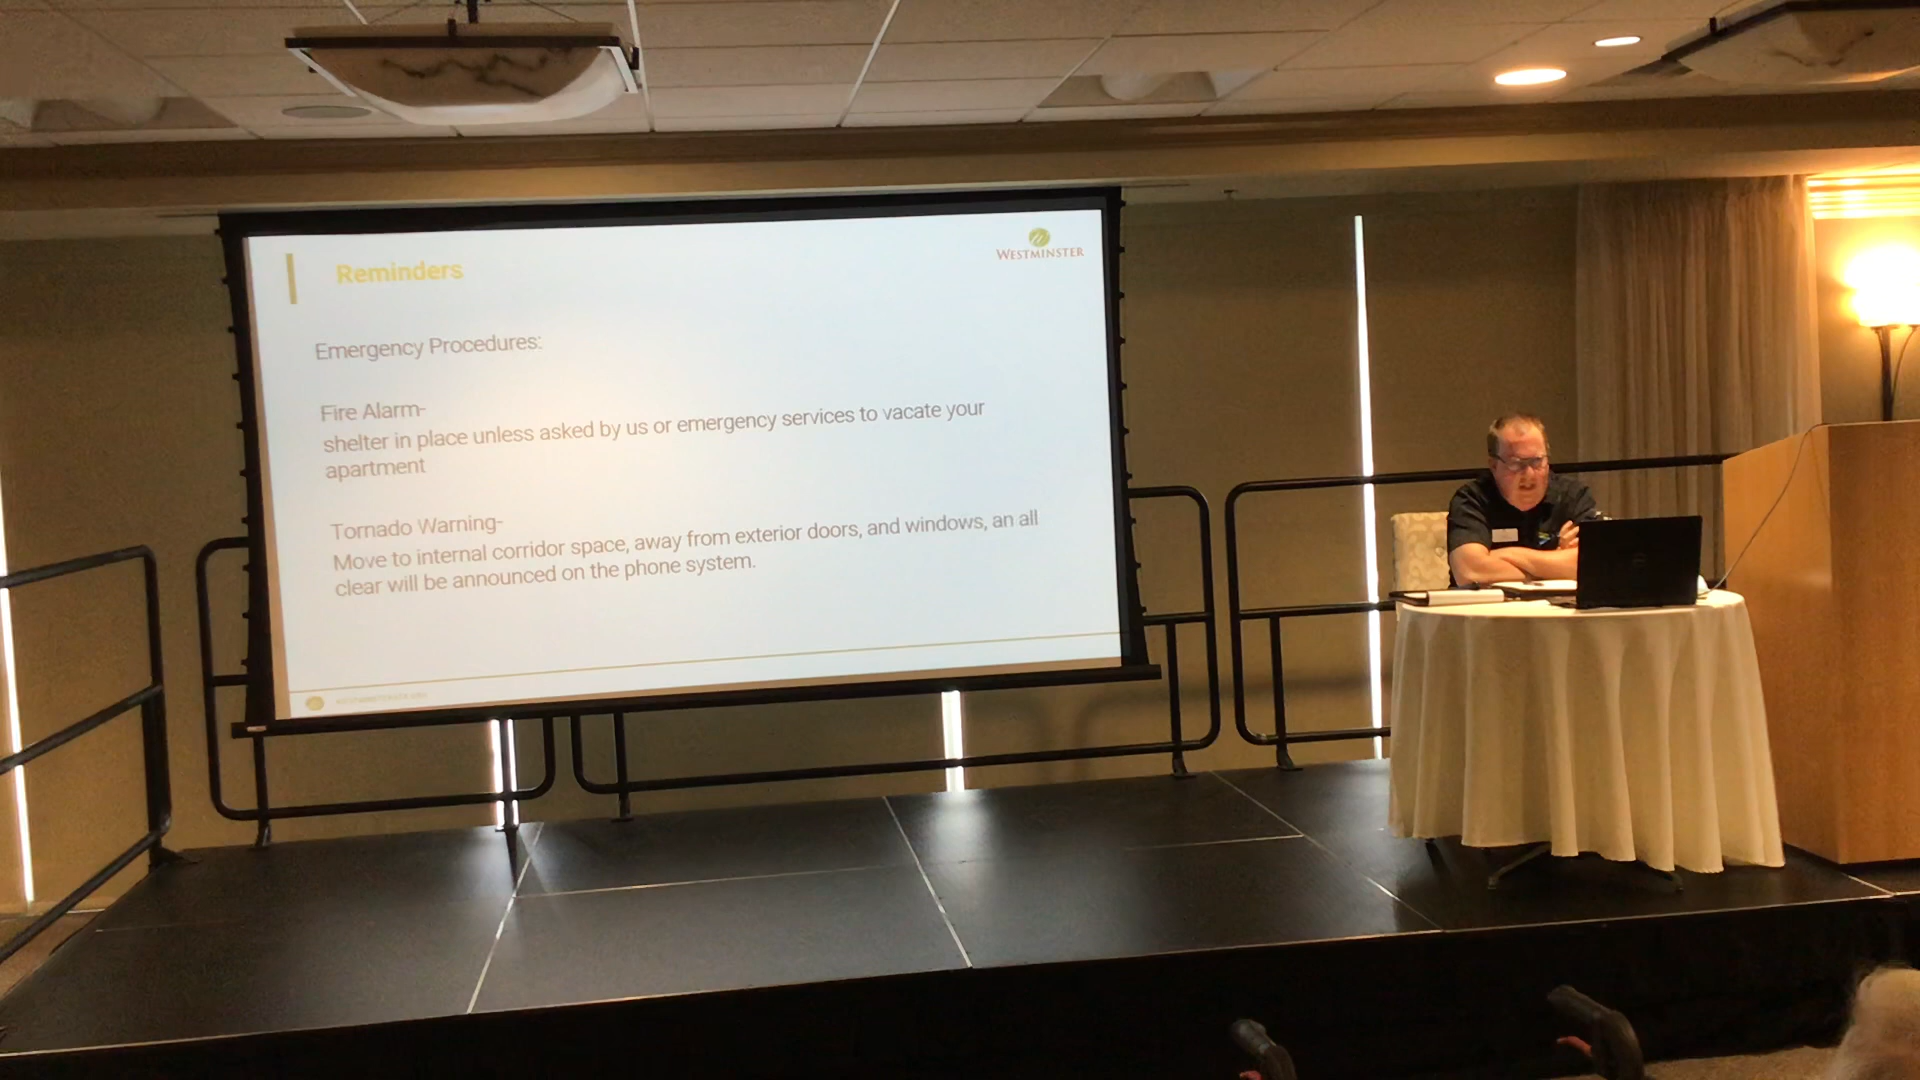 Reminders
WESTMINSTER
Emergency Procedures:
Fire Alarm-
shelter in place unless asked by us or emergency services to vacate your
apartment
Tornado Warning-
Move to internal corridor space, away from exterior doors, and windows, an all
clear will be announced on the phone system.